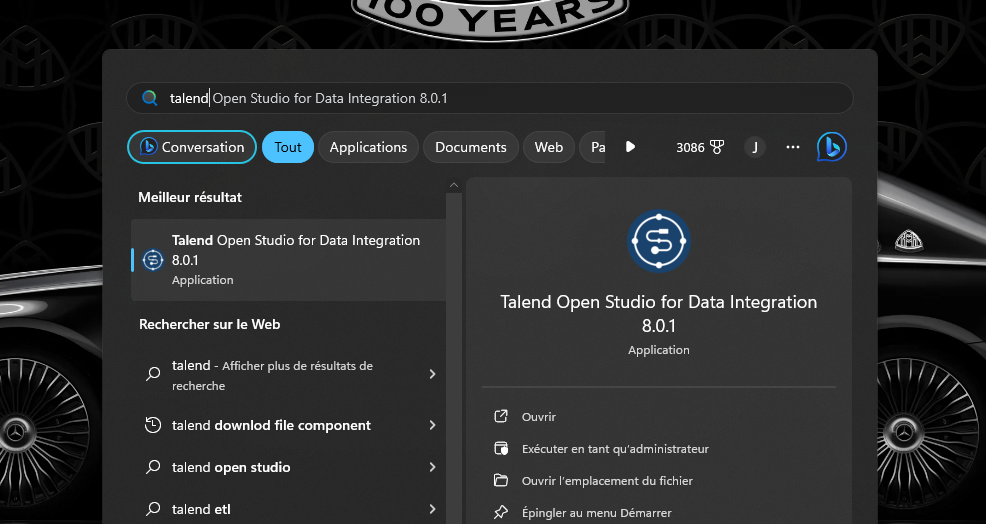 100 YEARS
talend Open Studio for Data Integration 8.0.1
Conversation
Tout
Applications
Documents
Web
Pa
3086
J
Meilleur résultat
Talend Open Studio for Data Integration
8.0.1
Application
Rechercher sur le Web
talend - Afficher plus de résultats de
recherche
talend downlod file component
talend open studio
talend etl
Talend Open Studio for Data Integration
8.0.1
Application
Ouvrir
Exécuter en tant qu'administrateur
Ouvrir l'emplacement du fichier
Épingler au menu Démarrer